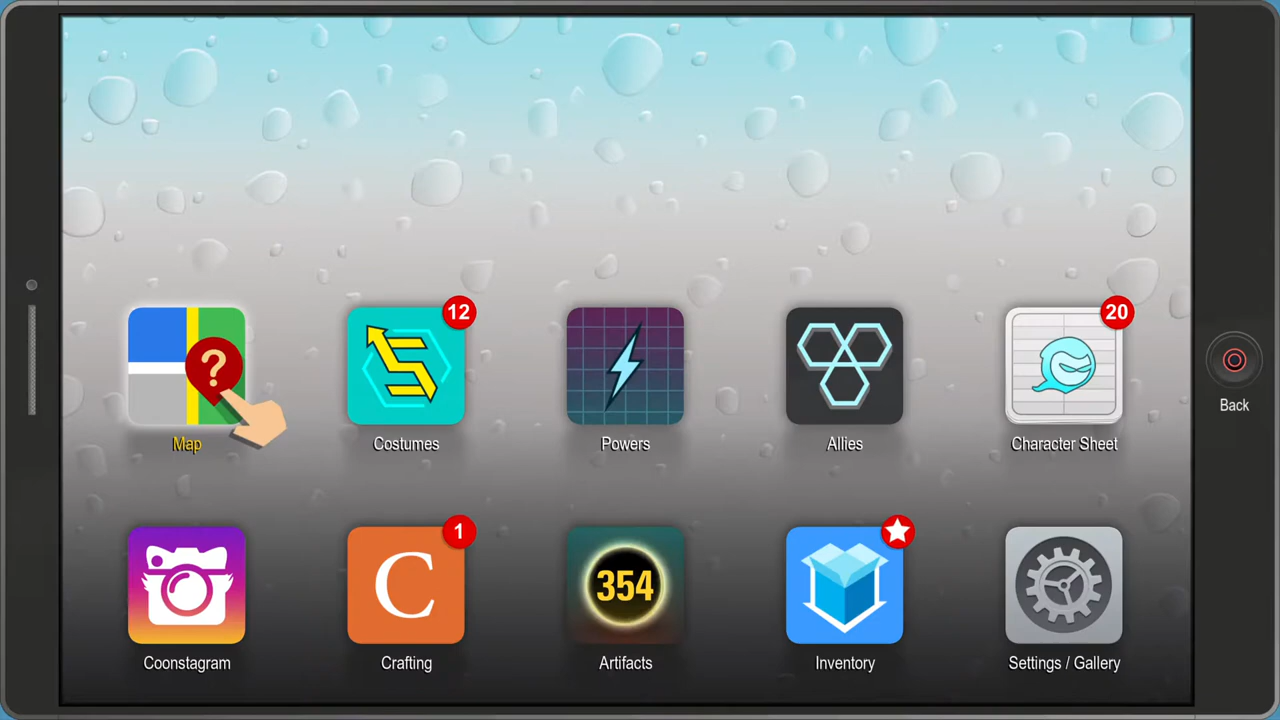 ?
12
20
Map
Costumes
Powers
Allies
Character Sheet
Back
1
C
354
Coonstagram
Crafting
Artifacts
Inventory
Settings / Gallery